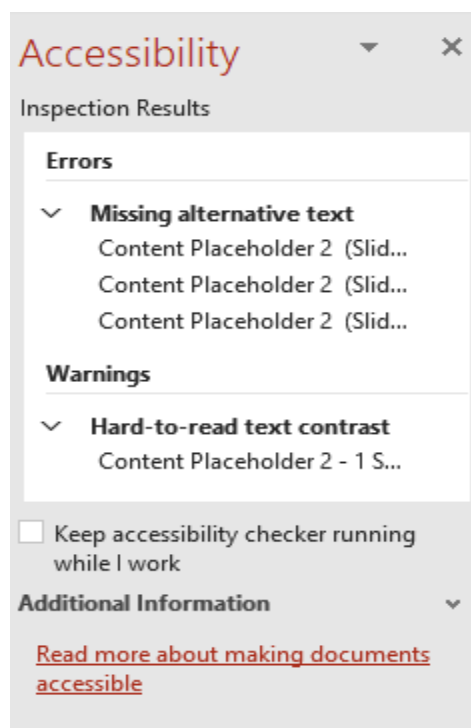 Accessibility
Inspection Results
Errors
Missing alternative text
Content Placeholder 2 (Slid...
Content Placeholder 2 (Slid...
Content Placeholder 2 (Slid...
Warnings
Hard-to-read text contrast
Content Placeholder 2 - 1 S...
Keep accessibility checker running
while I work
Additional Information
Read more about making documents
accessible